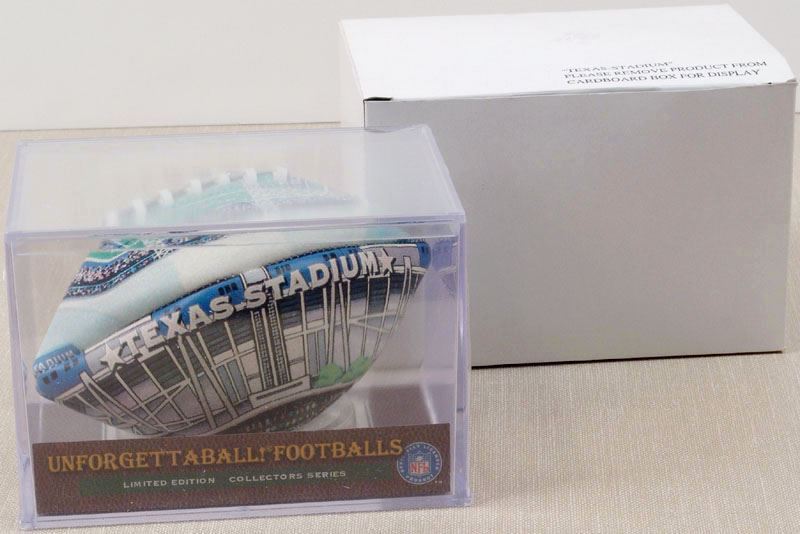 "TEXAS STADIUM"
PLEASE REMOVE PRODUCT FROM
CARDBOARD BOX FOR DISPLAY
TEXAS STADIUM
STADIUM
UNFORGETTABALL! FOOTBALLS
LIMITED EDITION COLLECTORS SERIES
NFL